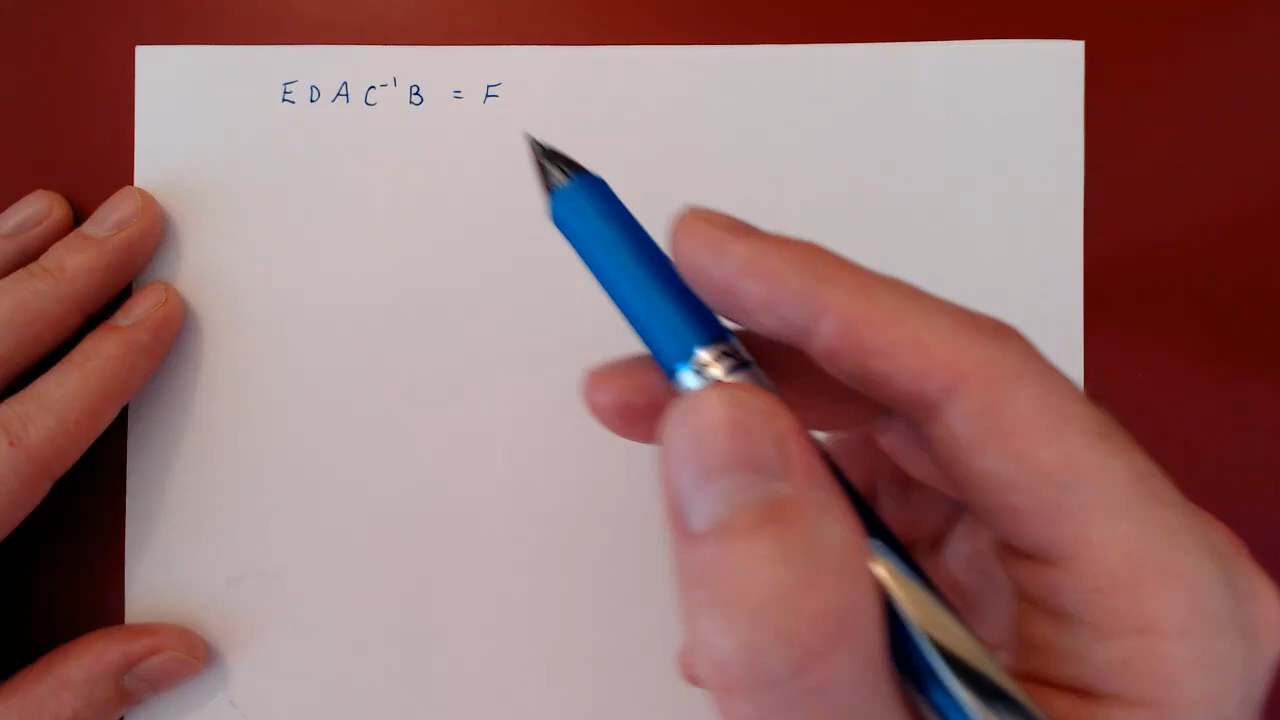 E D A C⁻¹ B = F